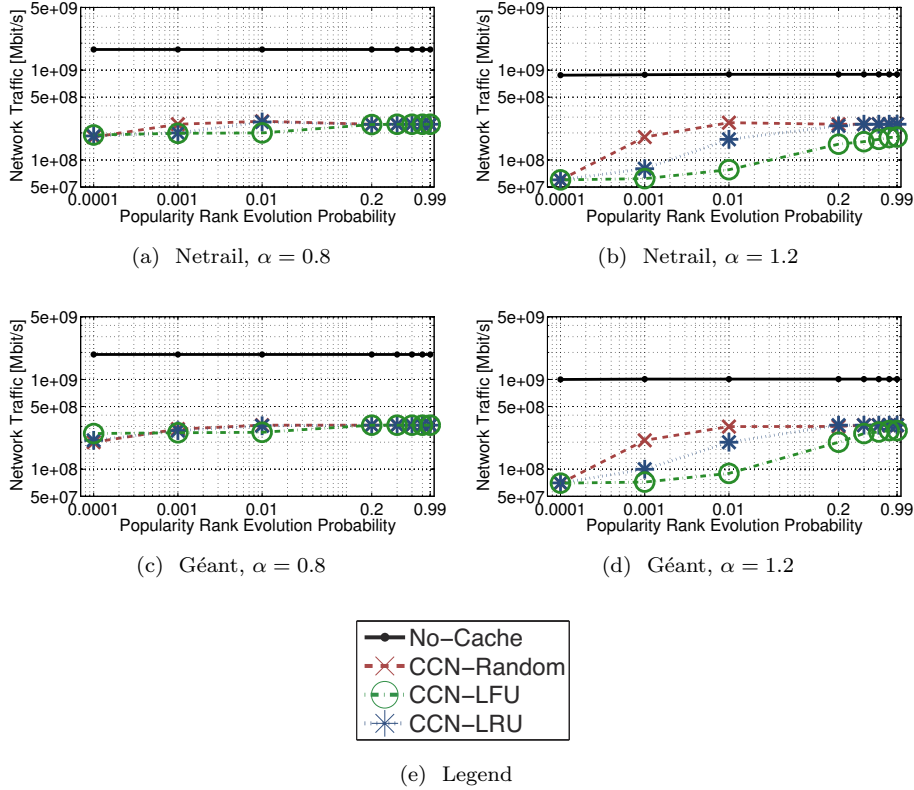 5e+09
1e+09
5e+08
1e+08
5e+07
Network Traffic [Mbit/s]
0.0001 0.001 0.01 0.2 0.99
Popularity Rank Evolution Probability
(a) Netrail, α = 0.8
5e+09
1e+09
5e+08
1e+08
5e+07
Network Traffic [Mbit/s]
0.0001 0.001 0.01 0.2 0.99
Popularity Rank Evolution Probability
(b) Netrail, α = 1.2
5e+09
1e+09
5e+08
1e+08
5e+07
Network Traffic [Mbit/s]
0.0001 0.001 0.01 0.2 0.99
Popularity Rank Evolution Probability
(c) Géant, α = 0.8
5e+09
1e+09
5e+08
1e+08
5e+07
Network Traffic [Mbit/s]
0.0001 0.001 0.01 0.2 0.99
Popularity Rank Evolution Probability
(d) Géant, α = 1.2
No−Cache
CCN−Random
CCN−LFU
CCN−LRU
(e) Legend